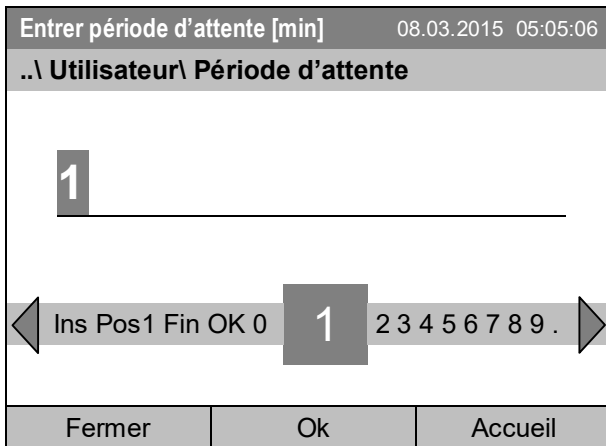 Entrer période d'attente [min] 08.03.2015 05:05:06
..\ Utilisateur\ Période d'attente
1
Ins Pos1 Fin OK 0 1 2 3 4 5 6 7 8 9 .
Fermer Ok Accueil